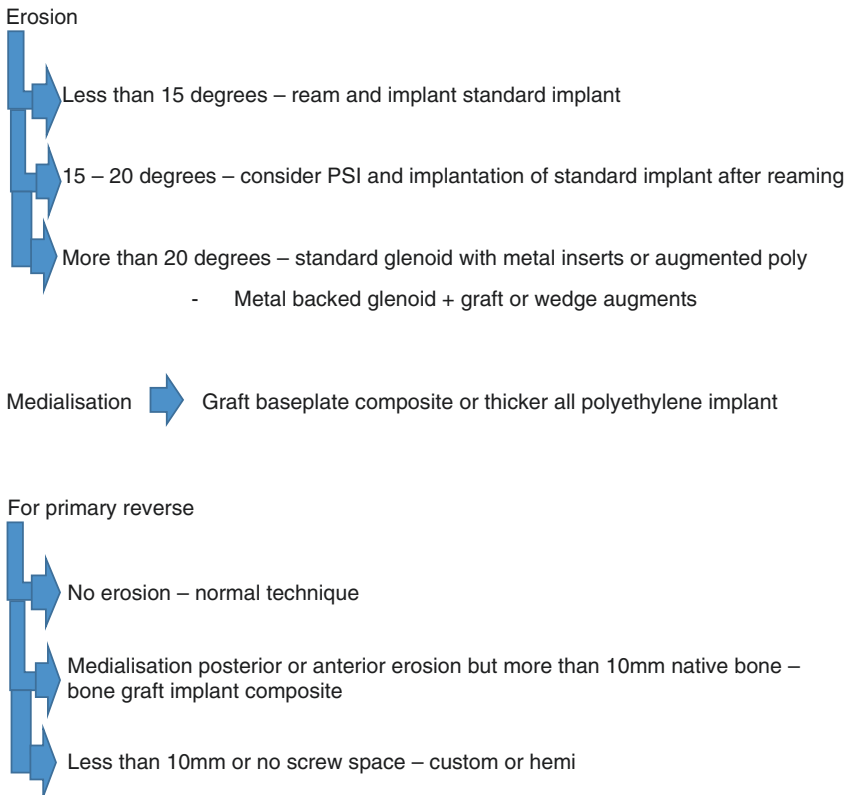 Erosion
Less than 15 degrees – ream and implant standard implant
15 – 20 degrees – consider PSI and implantation of standard implant after reaming
More than 20 degrees – standard glenoid with metal inserts or augmented poly
- Metal backed glenoid + graft or wedge augments
Medialisation Graft baseplate composite or thicker all polyethylene implant
For primary reverse
No erosion – normal technique
Medialisation posterior or anterior erosion but more than 10mm native bone –
bone graft implant composite
Less than 10mm or no screw space – custom or hemi